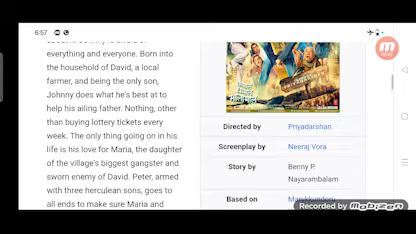 6:57
everything and everyone. Born into
the household of David, a local
farmer, and being the only son,
Johnny does what he's best at to
help his ailing father. Nothing, other
than buying lottery tickets every
week. The only thing going on in his
life is his love for Maria, the daughter
of the village's biggest gangster and
sworn enemy of David. Peter, armed
with three herculean sons, goes to
all ends to make sure Maria and
Directed by Priyadarshan
Screenplay by Neeraj Vora
Story by Benny P.
Nayarambalam
Based on
Recorded by
MOBIZEN